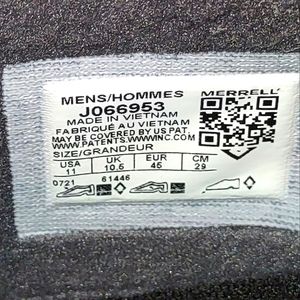 MENS/HOMMES
MERRELL
J066953
MADE IN VIETNAM
FABRIQUÉ AU VIETNAM
MAY BE COVERED BY US PAT.
WWW.PATENTS.WWWINC.COM
SIZE/GRANDEUR
USA UK EUR CM
11 10.5 45 29
0721 61446